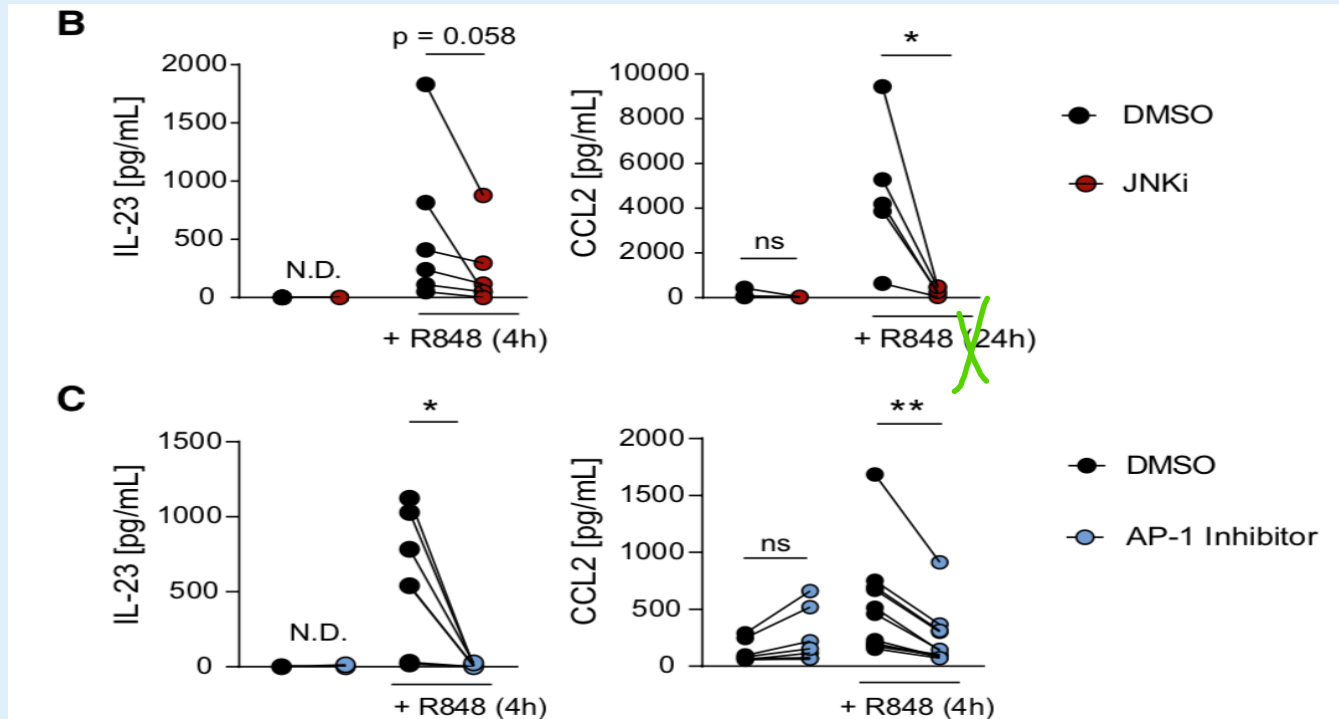 B
p = 0.058
IL-23 [pg/mL]
2000
1500
1000
500
0
N.D.
+ R848 (4h)
*
CCL2 [pg/mL]
10000
8000
6000
4000
2000
0
ns
+ R848 (24h)
DMSO
JNKi
C
*
IL-23 [pg/mL]
1500
1000
500
0
N.D.
+ R848 (4h)
**
CCL2 [pg/mL]
2000
1500
1000
500
0
ns
+ R848 (4h)
DMSO
AP-1 Inhibitor